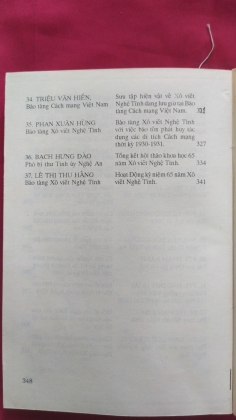 34. TRIỆU VĂN HIỂN,
Bảo tàng Cách mạng Việt Nam
Sưu tập hiện vật về Xô viết
Nghệ Tĩnh đang lưu giữ tại Bảo
tàng Cách mạng Việt Nam.
35. PHAN XUÂN HÙNG
Bảo tàng Xô viết Nghệ Tĩnh
Bảo tàng Xô viết Nghệ Tĩnh
với việc bảo tồn phát huy tác
dụng các di tích Cách mạng
thời kỳ 1930-1931. 327
36. BẠCH HƯNG ĐÀO
Phó bí thư Tỉnh ủy Nghệ An
Tổng kết hội thảo khoa học 65
năm Xô viết Nghệ Tĩnh. 334
37. LÊ THỊ THU HẰNG
Bảo tàng Xô viết Nghệ Tĩnh
Hoạt Động kỷ niệm 65 năm Xô
viết Nghệ Tĩnh. 341
348